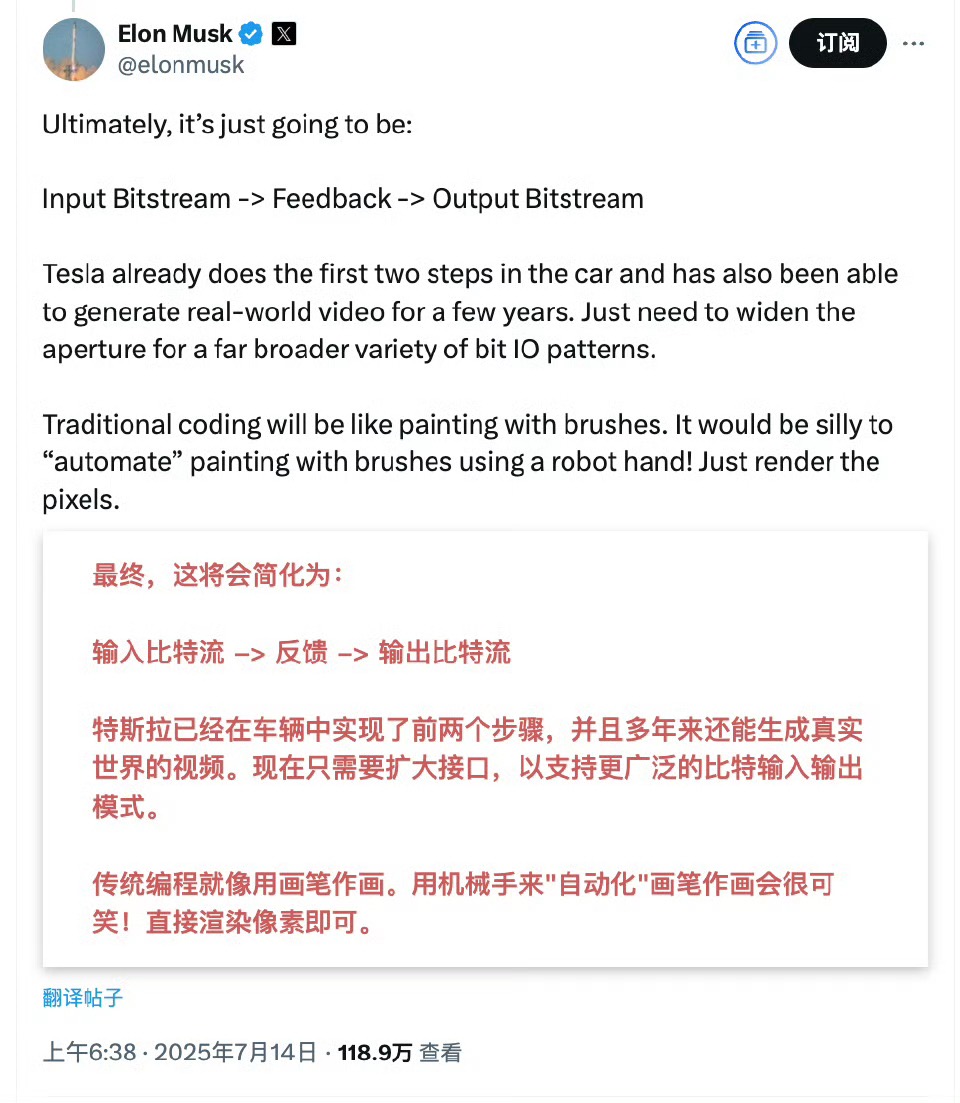 Elon Musk
@elonmusk
订阅
Ultimately, it’s just going to be:
Input Bitstream -> Feedback -> Output Bitstream
Tesla already does the first two steps in the car and has also been able
to generate real-world video for a few years. Just need to widen the
aperture for a far broader variety of bit IO patterns.
Traditional coding will be like painting with brushes. It would be silly to
“automate” painting with brushes using a robot hand! Just render the
pixels.
最终，这将会简化为：
输入比特流 –> 反馈 –> 输出比特流
特斯拉已经在车辆中实现了前两个步骤，并且多年来还能生成真实
世界的视频。现在只需要扩大接口，以支持更广泛的比特输入输出
模式。
传统编程就像用画笔作画。用机械手来"自动化"画笔作画会很可
笑！直接渲染像素即可。
翻译帖子
上午6:38 · 2025年7月14日 · 118.9万 查看